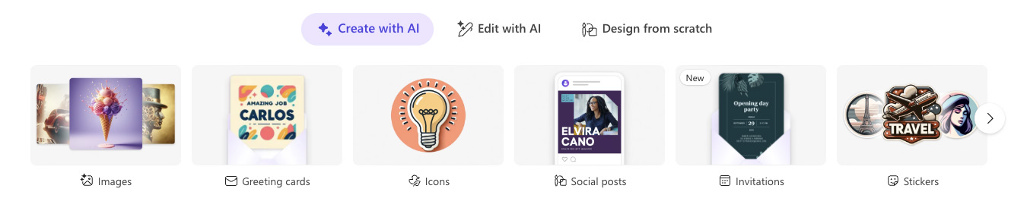 Create with AI
Edit with AI
Design from scratch
AMAZING JOB
CARLOS
ELVIRA
CANO
New
Opening day
party
29
TRAVEL
Images
Greeting cards
Icons
Social posts
Invitations
Stickers